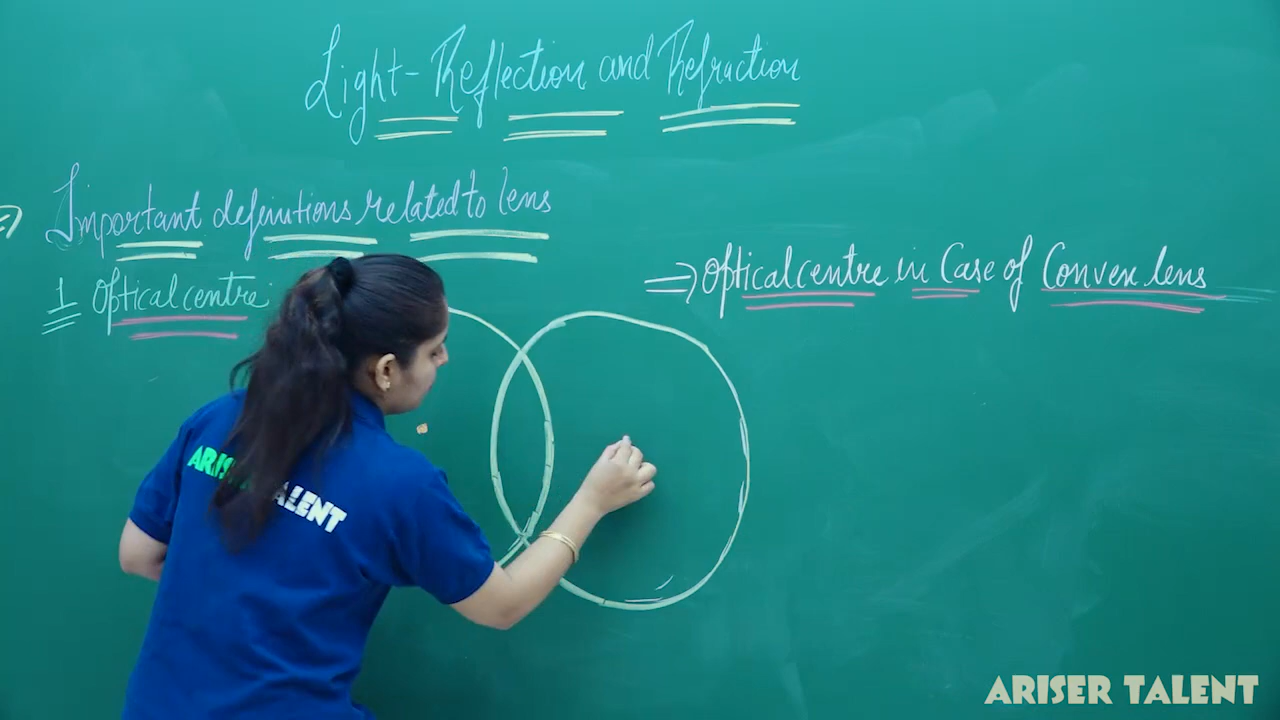 Light-Reflection and Refraction
=> Important definitions related to lens
1 Optical centre
=> Optical centre in Case of Convex lens
ARISER TALENT
ARISER TALENT